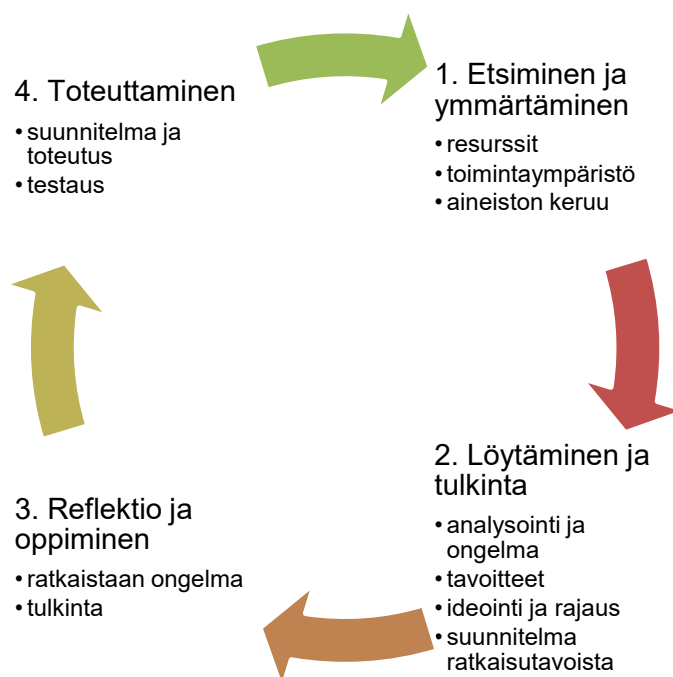 1. Etsiminen ja
ymmärtäminen
• resurssit
• toimintaympäristö
• aineiston keruu
2. Löytäminen ja
tulkinta
• analysointi ja
ongelma
• tavoitteet
• ideointi ja rajaus
• suunnitelma
ratkaisutavoista
3. Reflektio ja
oppiminen
• ratkaistaan ongelma
• tulkinta
4. Toteuttaminen
• suunnitelma ja
toteutus
• testaus